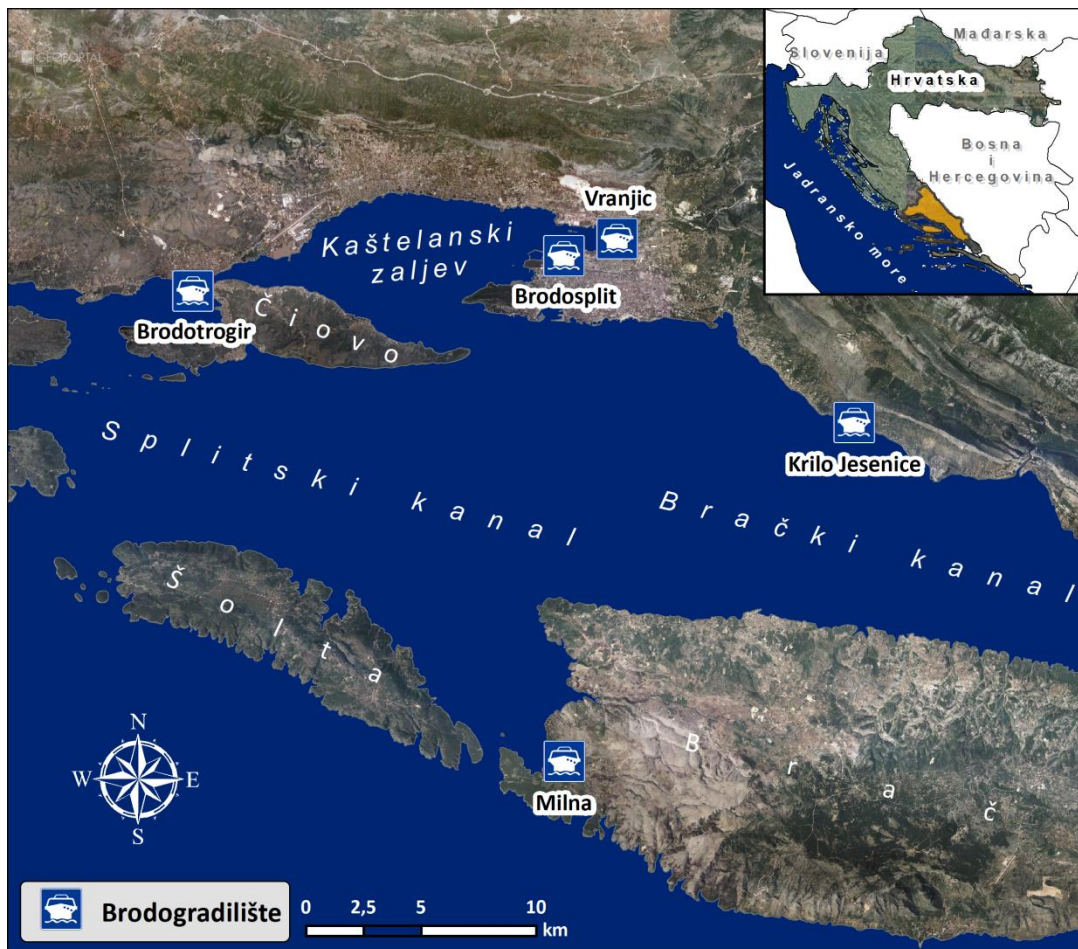 GEOPORTAL
Slovenija
Mađarska
Hrvatska
Bosna
i
Hercegovina
Jadransko more
Vranjic
Kaštelanski
zaljev
Brodosplit
Čiovo
Brodotrogir
Splitski kanal
Krilo Jesenice
Brački kanal
Šolta
Brač
Milna
N
W E
S
Brodogradilište
0 2,5 5 10
km